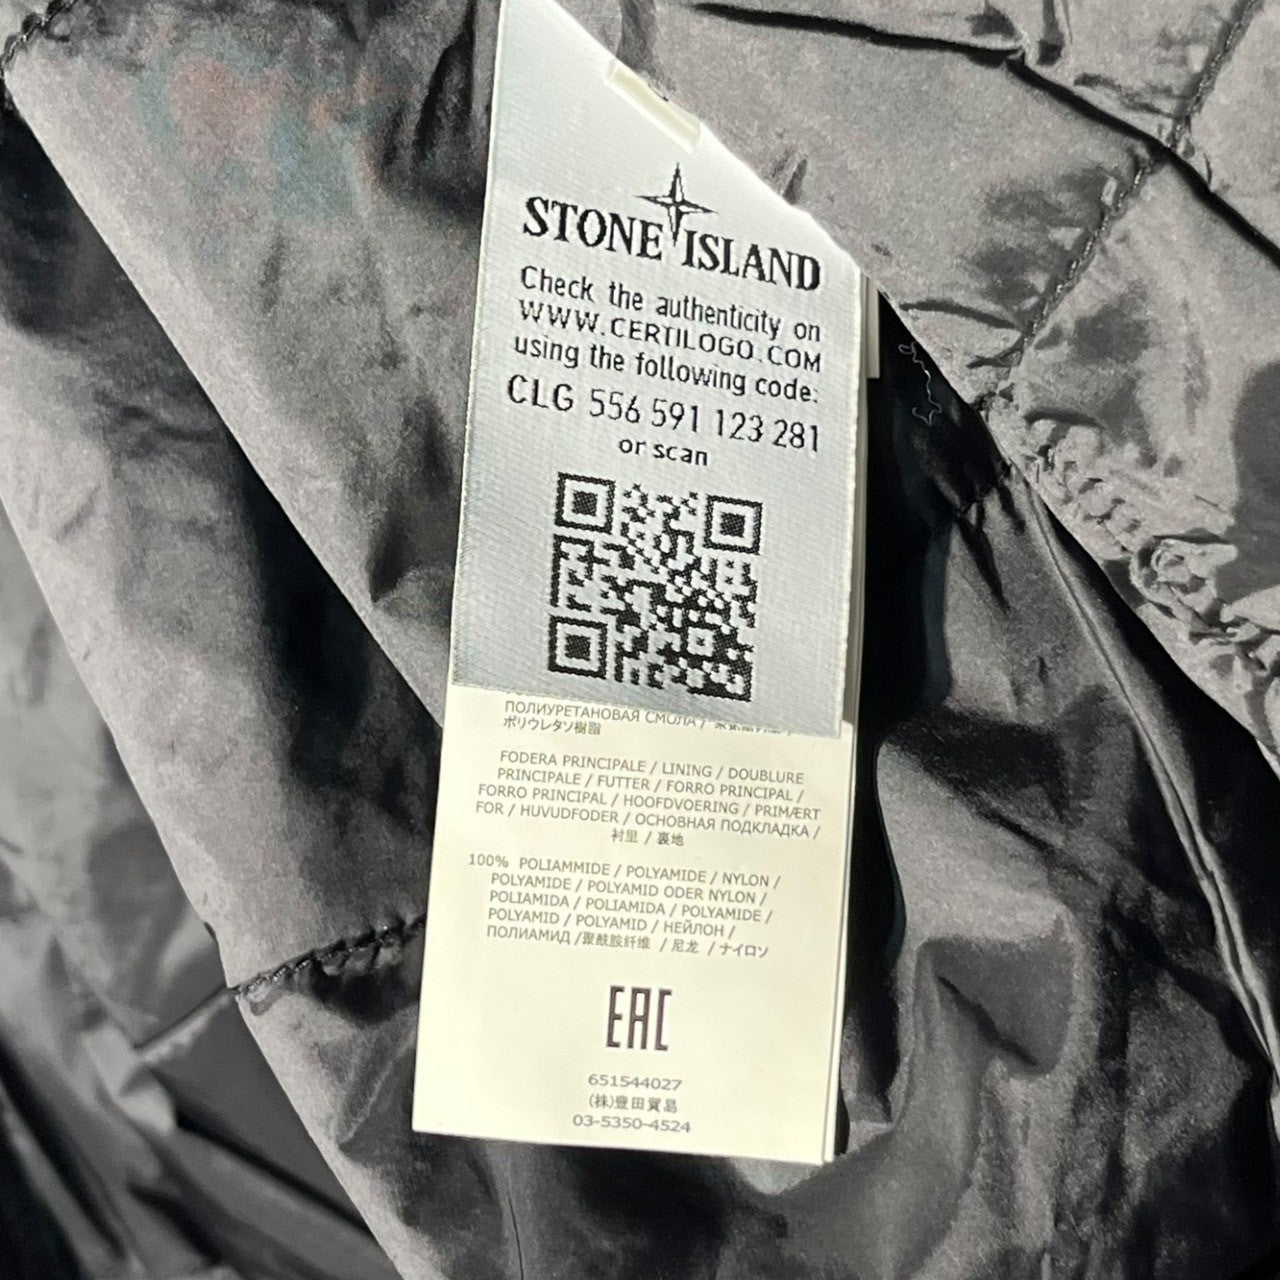 STONE ISLAND
Check the authenticity on
WWW.CERTILOGO.COM
using the following code:
CLG 556 591 123 281
or scan
ПОЛИУРЕТАНОВАЯ СМОЛА /
ポリウレタン樹脂
FODERA PRINCIPALE / LINING / DOUBLURE
PRINCIPALE / FUTTER / FORRO PRINCIPAL /
FORRO PRINCIPAL / HOOFDVOERING / PRIMÆRT
FOR / HUVUDFODER / ОСНОВНАЯ ПОДКЛАДКА /
衬里 / 裏地
100% POLIAMMIDE / POLYAMIDE / NYLON /
POLYAMIDE / POLYAMID ODER NYLON /
POLIAMIDA / POLIAMIDA / POLYAMIDE /
POLYAMID / POLYAMID / НЕЙЛОН /
ПОЛИАМИД /聚酰胺纤维 / 尼龙 / ナイロン
EAC
651544027
(株)豊田貿易
03-5350-4524